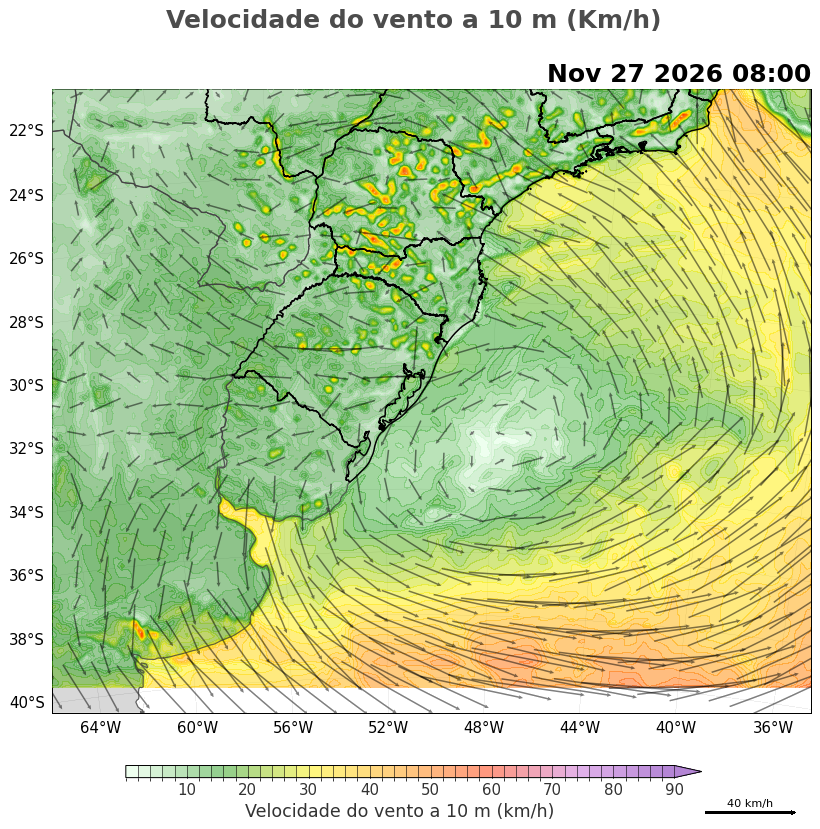 Velocidade do vento a 10 m (Km/h)
Nov 27 2026 08:00
22°S
24°S
26°S
28°S
30°S
32°S
34°S
36°S
38°S
40°S
64°W 60°W 56°W 52°W 48°W 44°W 40°W 36°W
10 20 30 40 50 60 70 80 90
Velocidade do vento a 10 m (km/h)
40 km/h